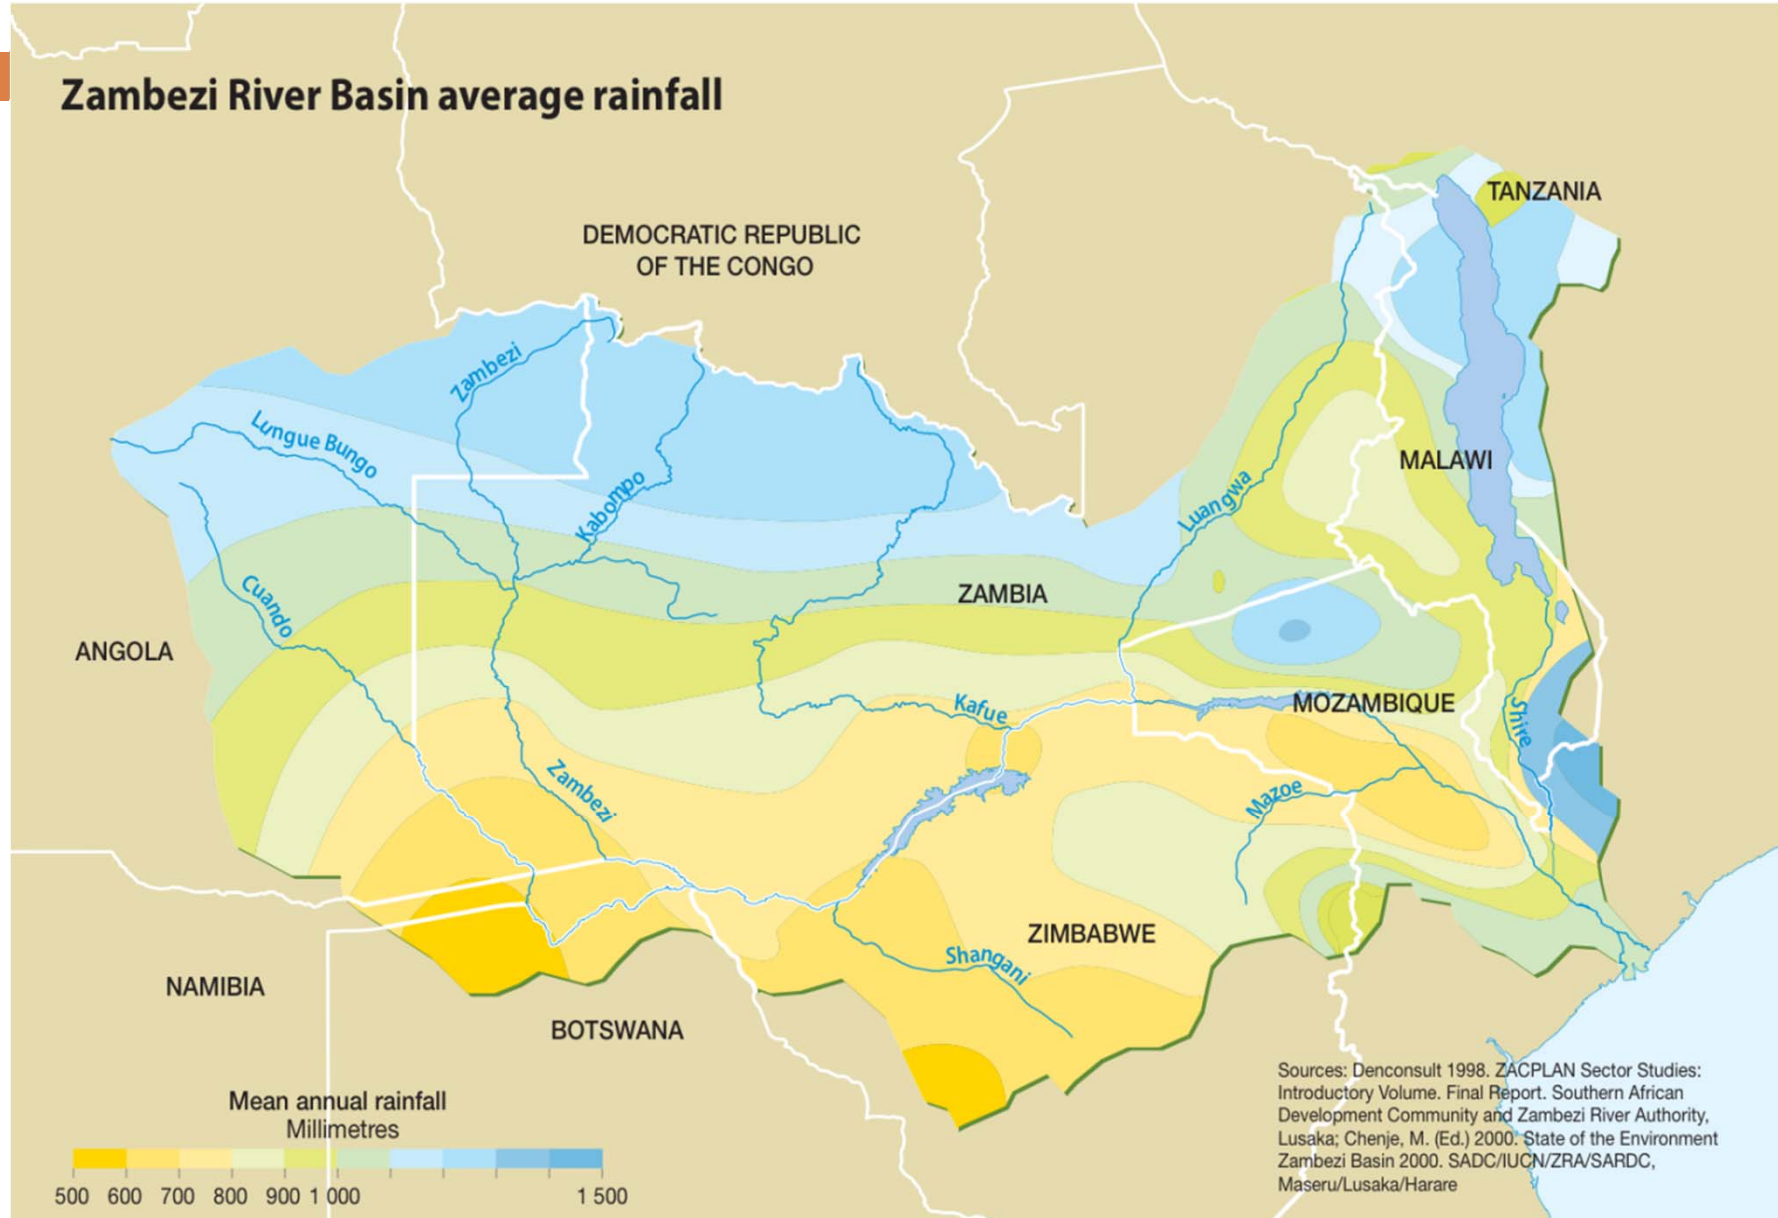 Zambezi River Basin average rainfall
TANZANIA
DEMOCRATIC REPUBLIC
OF THE CONGO
Zambezi
Lungue Bungo
Kabompo
MALAWI
Luangwa
Cuando
ZAMBIA
ANGOLA
Kafue
MOZAMBIQUE
Shire
Zambezi
Mazoe
ZIMBABWE
Shangani
NAMIBIA
BOTSWANA
Mean annual rainfall
Millimetres
500 600 700 800 900 1 000 1 500
Sources: Denconsult 1998. ZACPLAN Sector Studies:
Introductory Volume. Final Report. Southern African
Development Community and Zambezi River Authority,
Lusaka; Chenje, M. (Ed.) 2000. State of the Environment
Zambezi Basin 2000. SADC/IUCN/ZRA/SARDC,
Maseru/Lusaka/Harare